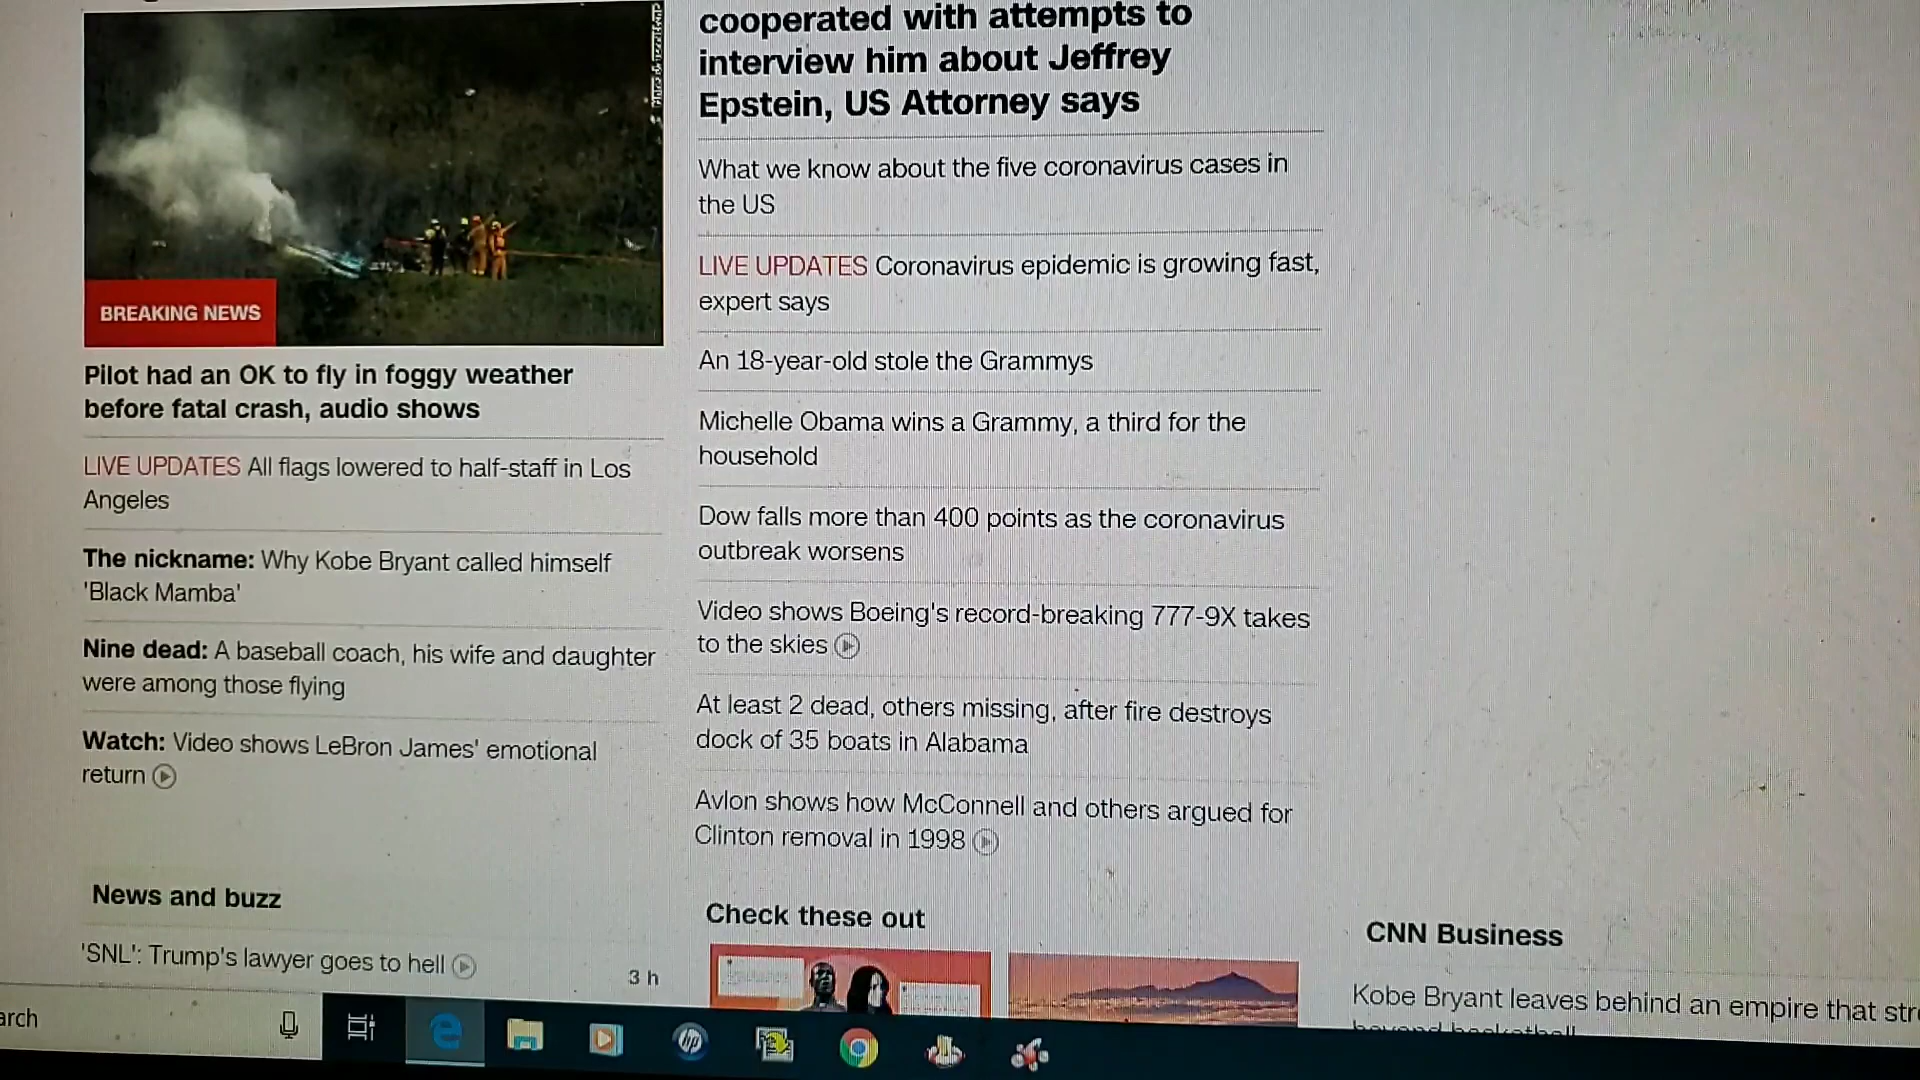 BREAKING NEWS
Pilot had an OK to fly in foggy weather
before fatal crash, audio shows
LIVE UPDATES All flags lowered to half-staff in Los
Angeles
The nickname: Why Kobe Bryant called himself
'Black Mamba'
Nine dead: A baseball coach, his wife and daughter
were among those flying
Watch: Video shows LeBron James' emotional
return
News and buzz
'SNL': Trump's lawyer goes to hell
3 h
cooperated with attempts to
interview him about Jeffrey
Epstein, US Attorney says
What we know about the five coronavirus cases in
the US
LIVE UPDATES Coronavirus epidemic is growing fast,
expert says
An 18-year-old stole the Grammys
Michelle Obama wins a Grammy, a third for the
household
Dow falls more than 400 points as the coronavirus
outbreak worsens
Video shows Boeing's record-breaking 777-9X takes
to the skies
At least 2 dead, others missing, after fire destroys
dock of 35 boats in Alabama
Avlon shows how McConnell and others argued for
Clinton removal in 1998
Check these out
CNN Business
Kobe Bryant leaves behind an empire that str
beyond basketball
arch
hp